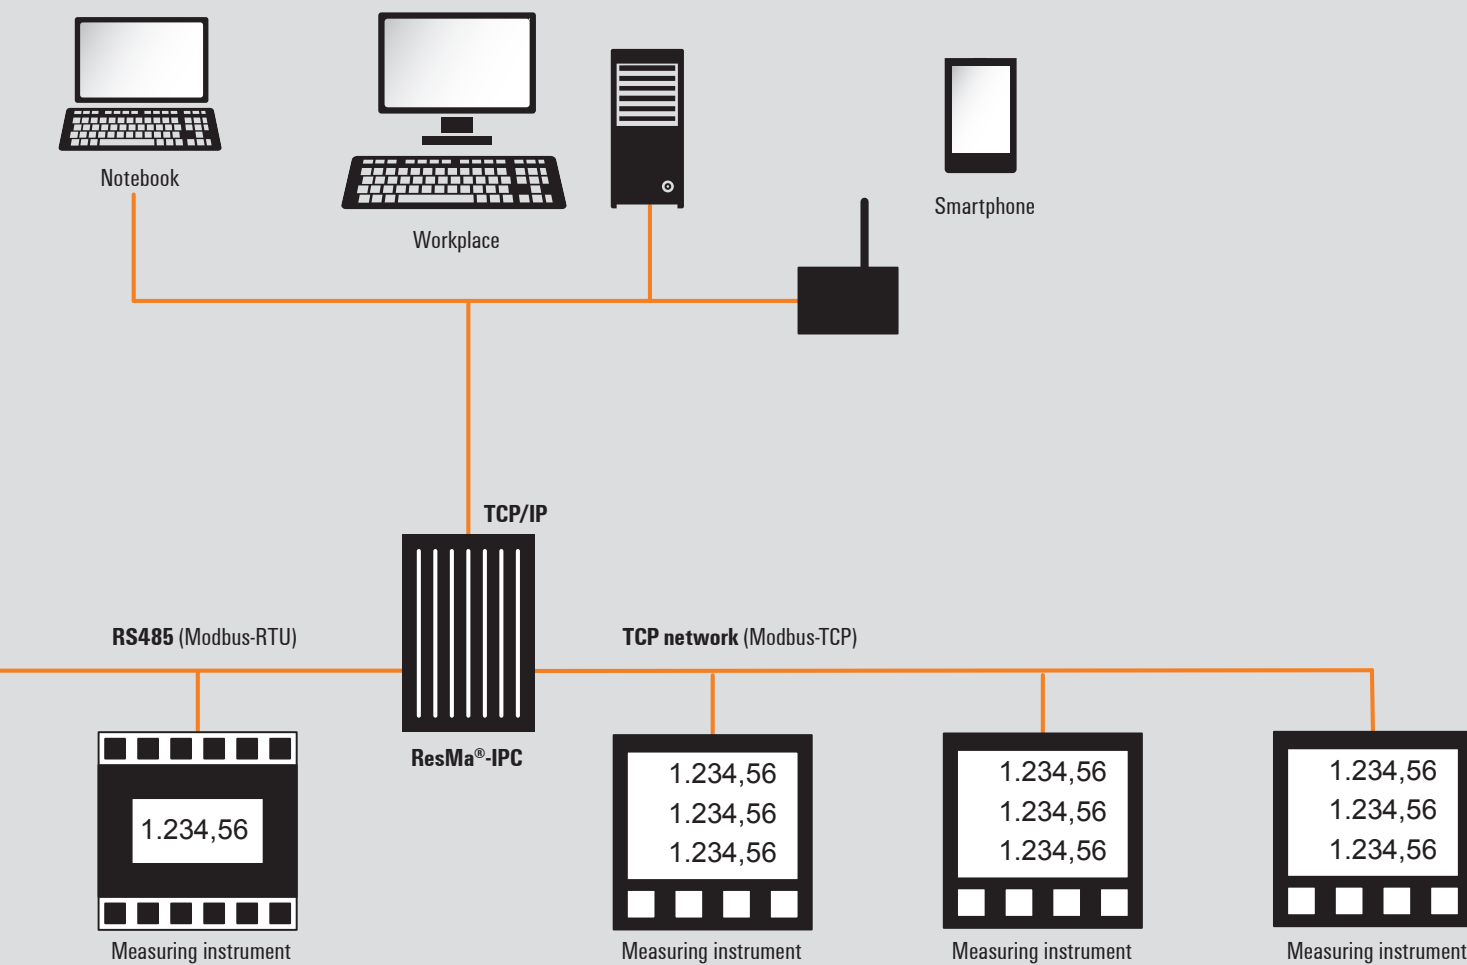 Notebook
Workplace
Smartphone
TCP/IP
RS485 (Modbus-RTU)
TCP network (Modbus-TCP)
ResMa®-IPC
1.234,56
1.234,56
1.234,56
1.234,56
1.234,56
1.234,56
1.234,56
1.234,56
1.234,56
1.234,56
Measuring instrument
Measuring instrument
Measuring instrument
Measuring instrument